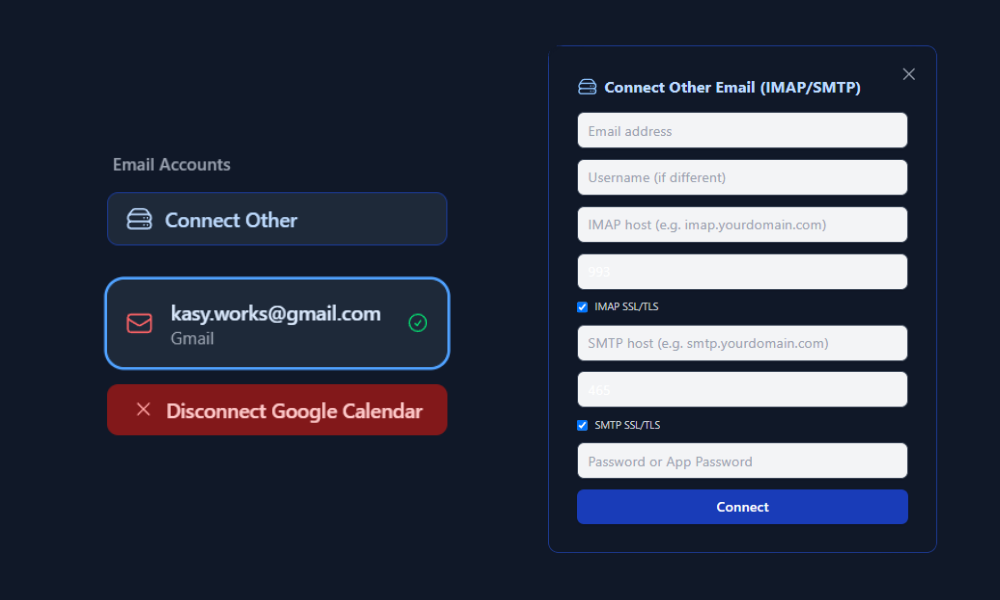 Email Accounts
Connect Other
kasy.works@gmail.com
Gmail
Disconnect Google Calendar
Connect Other Email (IMAP/SMTP)
Email address
Username (if different)
IMAP host (e.g. imap.yourdomain.com)
993
IMAP SSL/TLS
SMTP host (e.g. smtp.yourdomain.com)
465
SMTP SSL/TLS
Password or App Password
Connect